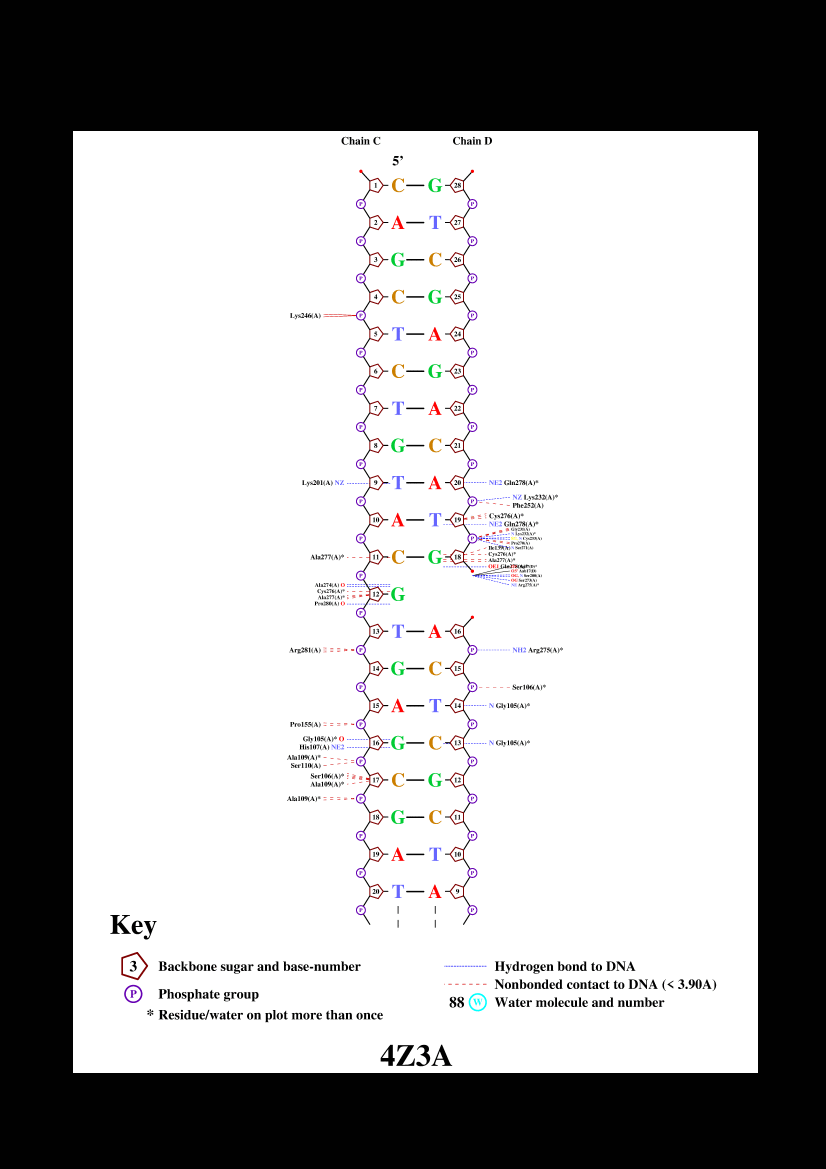 Chain C Chain D
5’
1 C G 28
P P
2 A T 27
P P
3 G C 26
P P
4 C G 25
Lys246(A) P P
5 T A 24
P P
6 C G 23
P P
7 T A 22
P P
8 G C 21
P P
Lys201(A) NZ 9 T A 20 NE2 Gln278(A)*
NZ Lys232(A)*
P P
Phe252(A)
Cys276(A)*
10 A T 19
NE2 Gln278(A)*
P P
Cys276(A)*
Ala277(A)* 11 C G 18
Ala277(A)*
P
Ala274(A) O
Cys276(A)*
12 G
Ala277(A)*
Pro280(A) O
P
13 T A 16
Arg281(A) P P NH2 Arg275(A)*
14 G C 15
P P Ser106(A)*
15 A T 14 N Gly105(A)*
Pro155(A) P P
Gly105(A)* O
16 G C 13 N Gly105(A)*
His107(A) NE2
Ala109(A)*
P P
Ser110(A)
Ser106(A)*
17 C G 12
Ala109(A)*
Ala109(A)* P P
18 G C 11
P P
19 A T 10
P P
20 T A 9
P P
Key
3 Backbone sugar and base-number
P Phosphate group
* Residue/water on plot more than once
Hydrogen bond to DNA
Nonbonded contact to DNA (< 3.90A)
88 W Water molecule and number
4Z3A